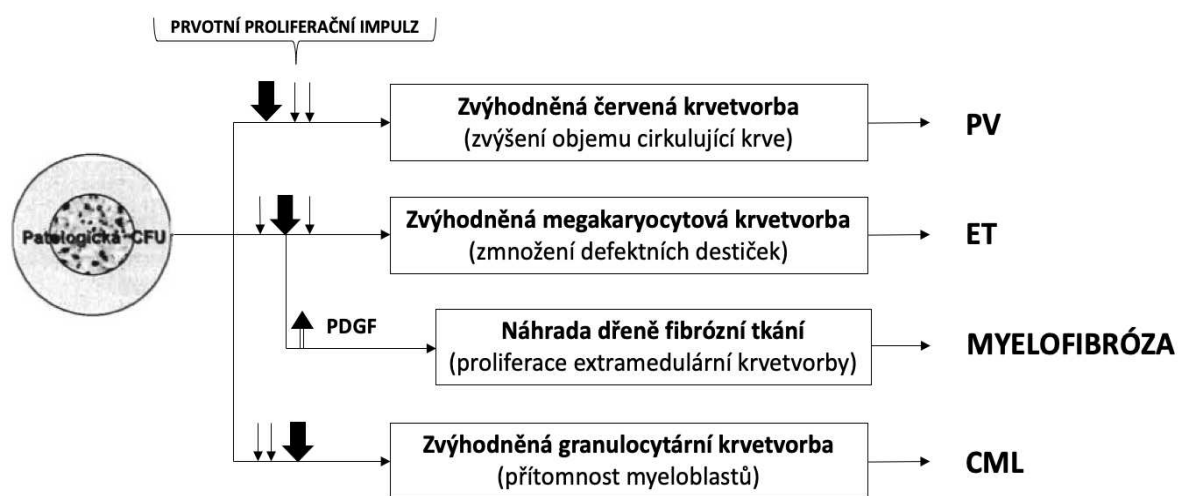 PRVOTNÍ PROLIFERAČNÍ IMPULZ
Zvýhodněná červená krvetvorba
(zvýšení objemu cirkulující krve)
PV
Patologická CFU
Zvýhodněná megakaryocytová krvetvorba
(zmnožení defektních destiček)
ET
PDGF
Náhrada dřeně fibrózní tkání
(proliferace extramedulární krvetvorby)
MYELOFIBRÓZA
Zvýhodněná granulocytární krvetvorba
(přítomnost myeloblastů)
CML